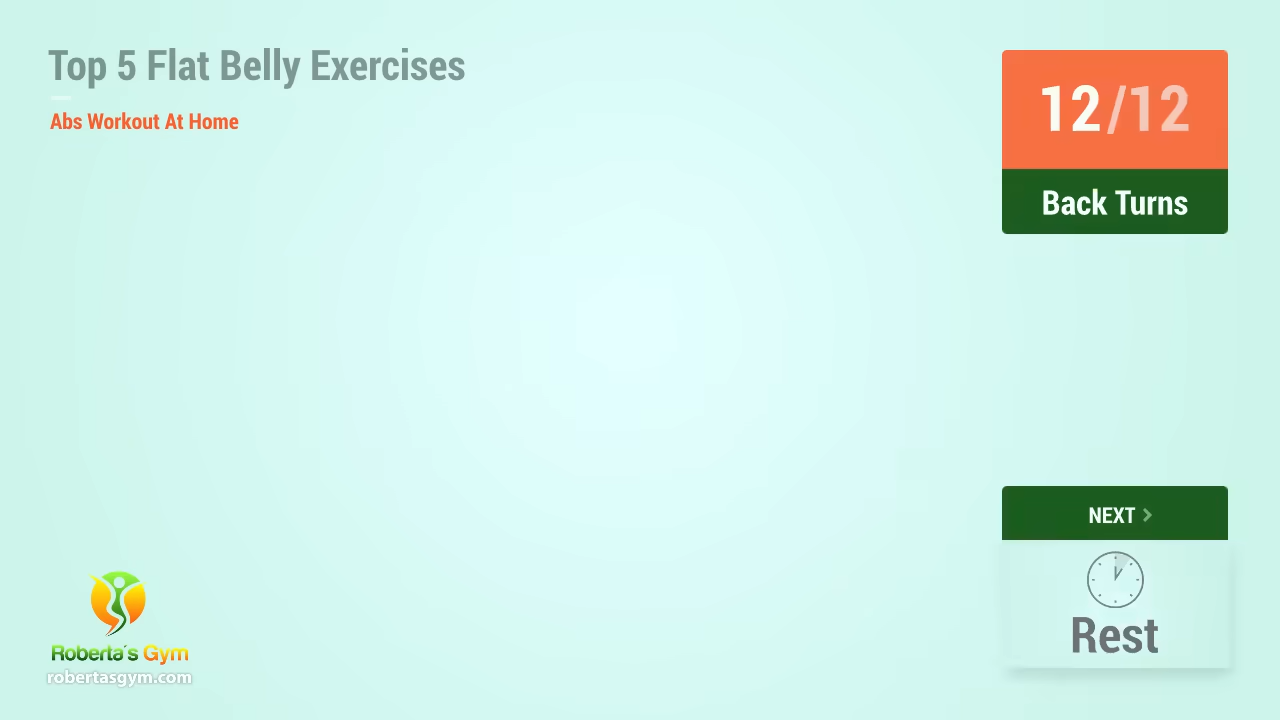 Top 5 Flat Belly Exercises
Abs Workout At Home
12/12
Back Turns
NEXT >
Rest
Roberta's Gym
robertasgym.com